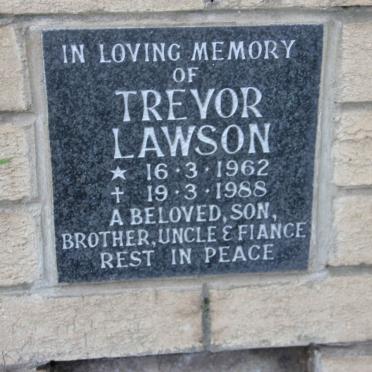 IN LOVING MEMORY
OF
TREVOR
LAWSON
★ 16·3·1962
✝ 19·3·1988
A BELOVED, SON,
BROTHER, UNCLE & FIANCE
REST IN PEACE